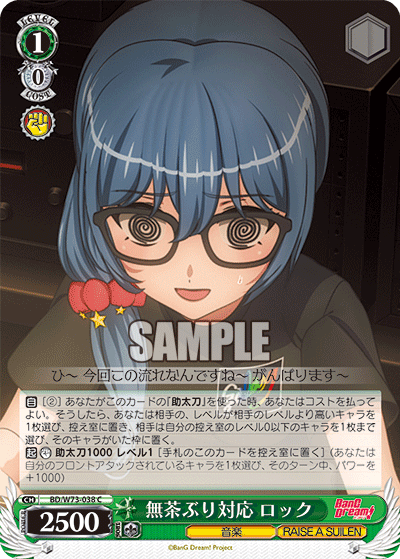 LEVEL
1
0
COST
SAMPLE
ひ～ 今回この流れなんですね～ がんばります～
自 [②] あなたがこのカードの「助太刀」を使った時、あなたはコストを払ってよい。そうしたら、あなたは相手の、レベルが相手のレベルより高いキャラを1枚選び、控え室に置き、相手は自分の控え室のレベル0以下のキャラを1枚まで選び、そのキャラがいた枠に置く。
起 助太刀1000 レベル1 [手札のこのカードを控え室に置く] (あなたは自分のフロントアタックされているキャラを1枚選び、そのターン中、パワーを+1000)
CH BD/W73-038 C
無茶ぶり対応 ロック
BanG Dream!
2500
音楽
RAISE A SUILEN
©BanG Dream! Project